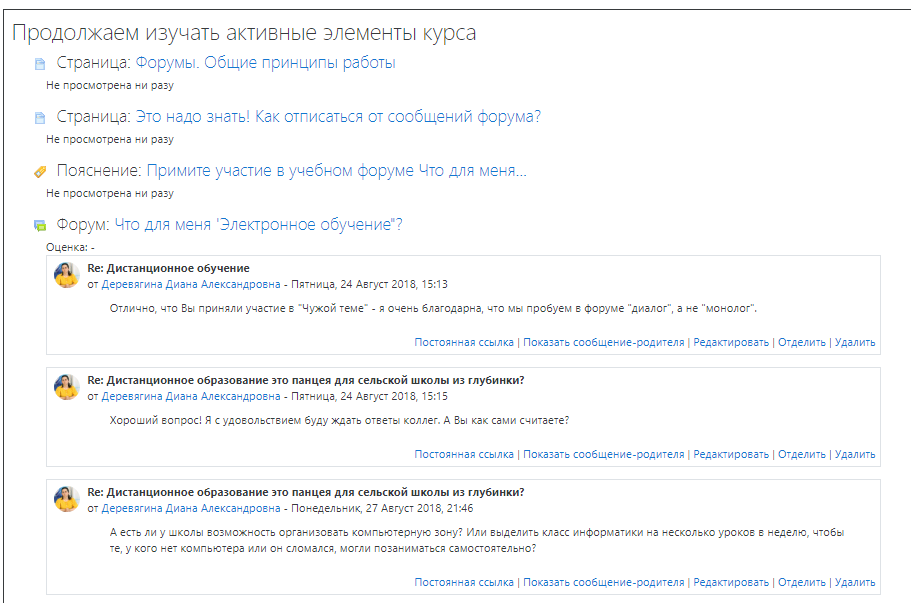 Продолжаем изучать активные элементы курса
Страница: Форумы. Общие принципы работы
Не просмотрена ни разу
Страница: Это надо знать! Как отписаться от сообщений форума?
Не просмотрена ни разу
Пояснение: Примите участие в учебном форуме Что для меня...
Не просмотрена ни разу
Форум: Что для меня 'Электронное обучение"?
Оценка: -
Re: Дистанционное обучение
от Деревягина Диана Александровна - Пятница, 24 Август 2018, 15:13
Отлично, что Вы приняли участие в "Чужой теме" - я очень благодарна, что мы пробуем в форуме "диалог", а не "монолог".
Постоянная ссылка | Показать сообщение-родителя | Редактировать | Отделить | Удалить
Re: Дистанционное образование это панцея для сельской школы из глубинки?
от Деревягина Диана Александровна - Пятница, 24 Август 2018, 15:15
Хороший вопрос! Я с удовольствием буду ждать ответы коллег. А Вы как сами считаете?
Постоянная ссылка | Показать сообщение-родителя | Редактировать | Отделить | Удалить
Re: Дистанционное образование это панцея для сельской школы из глубинки?
от Деревягина Диана Александровна - Понедельник, 27 Август 2018, 21:46
А есть ли у школы возможность организовать компьютерную зону? Или выделить класс информатики на несколько уроков в неделю, чтобы
те, у кого нет компьютера или он сломался, могли позаниматься самостоятельно?
Постоянная ссылка | Показать сообщение-родителя | Редактировать | Отделить | Удалить